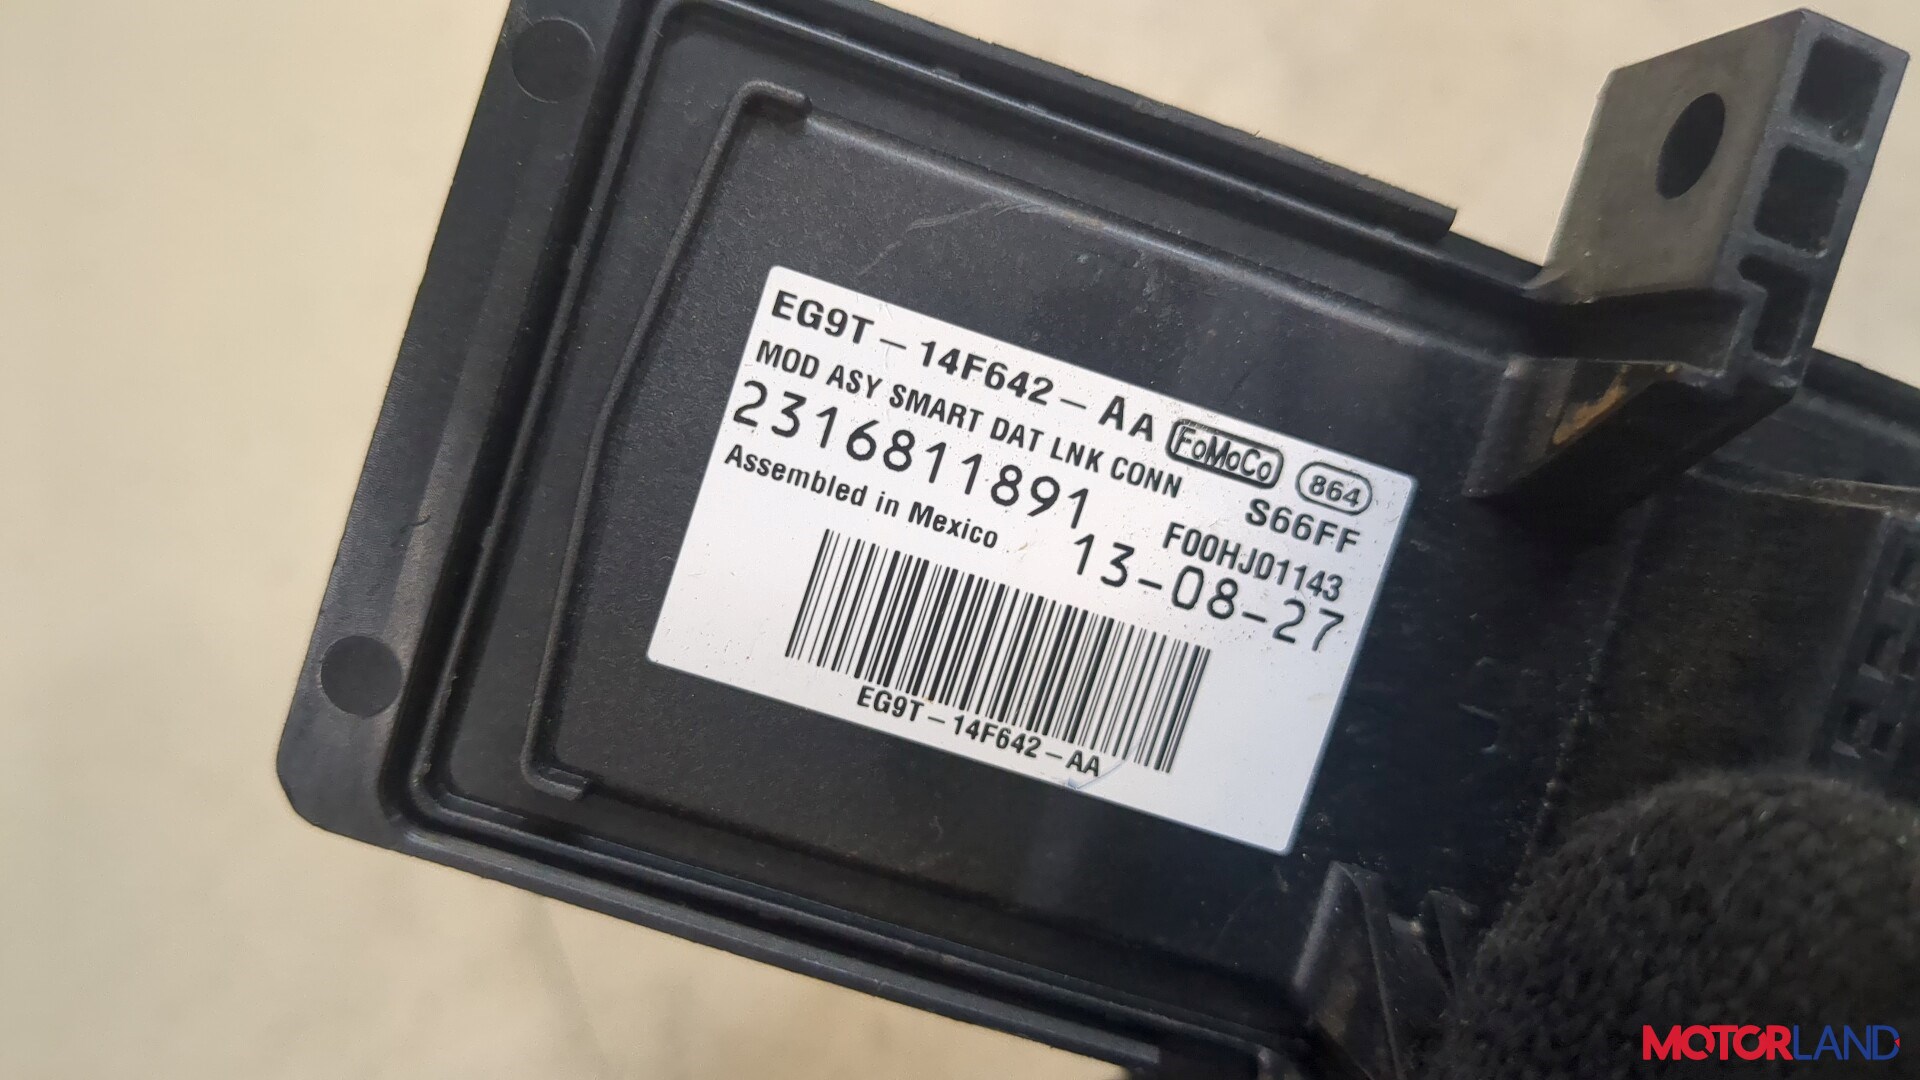 EG9T-14F642-AA FoMoCo 864
MOD ASY SMART DAT LNK CONN S66FF
2316811891 F00HJ01143
Assembled in Mexico 13-08-27
EG9T-14F642-AA
MOTORLAND